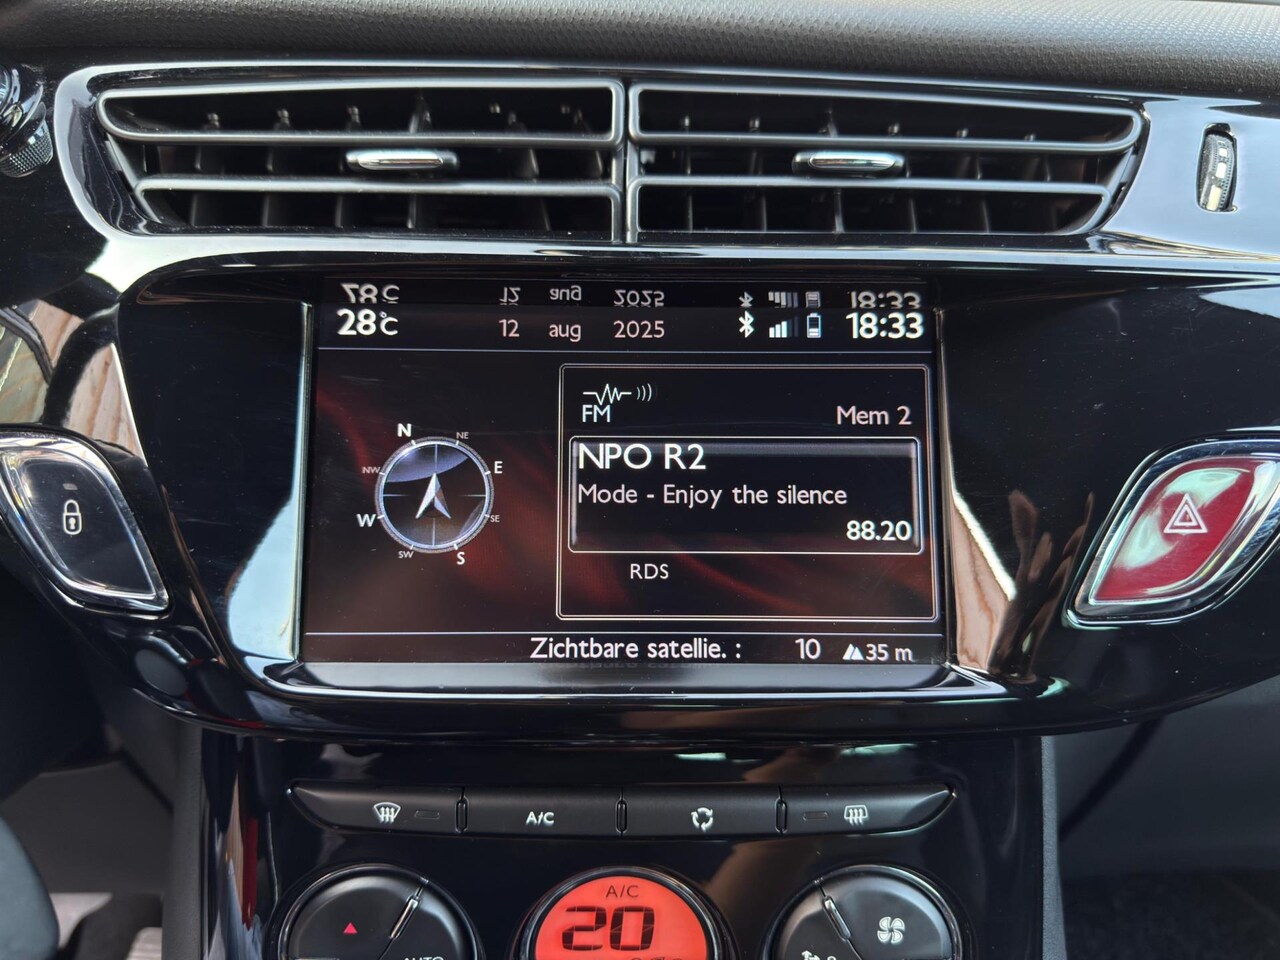 28°C 12 aug 2025 18:33
FM
Mem 2
NPO R2
Mode - Enjoy the silence
88.20
RDS
N
NE
E
SE
S
SW
W
NW
Zichtbare satellie. : 10 35 m
A/C
A/C
20
AUTO